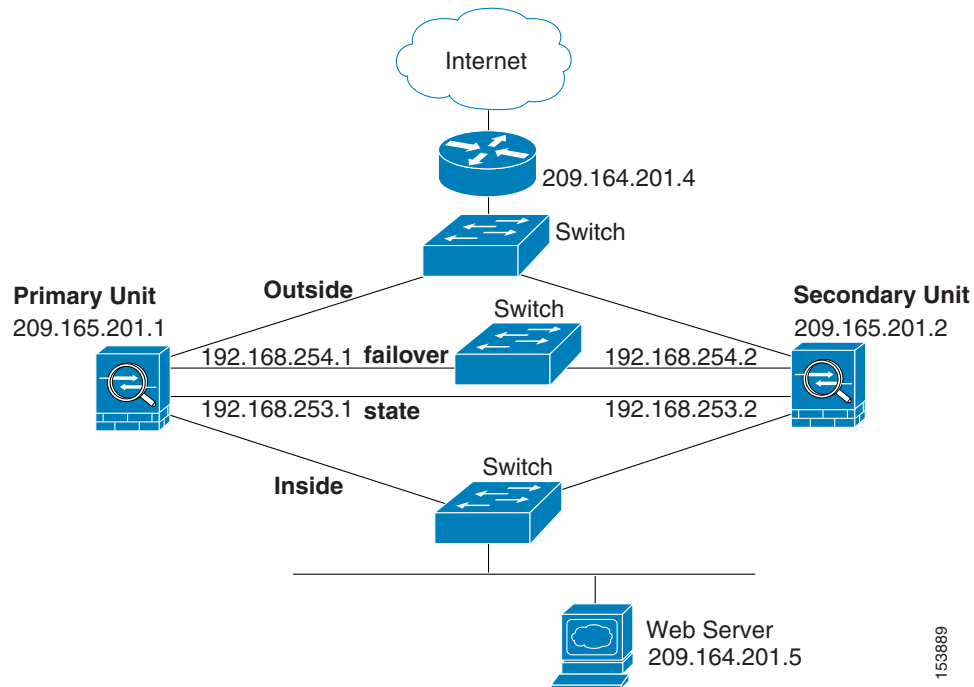 Internet
209.164.201.4
Switch
Outside
Primary Unit
209.165.201.1
Switch
Secondary Unit
209.165.201.2
192.168.254.1 failover 192.168.254.2
192.168.253.1 state 192.168.253.2
Switch
Inside
Web Server
209.164.201.5
153889